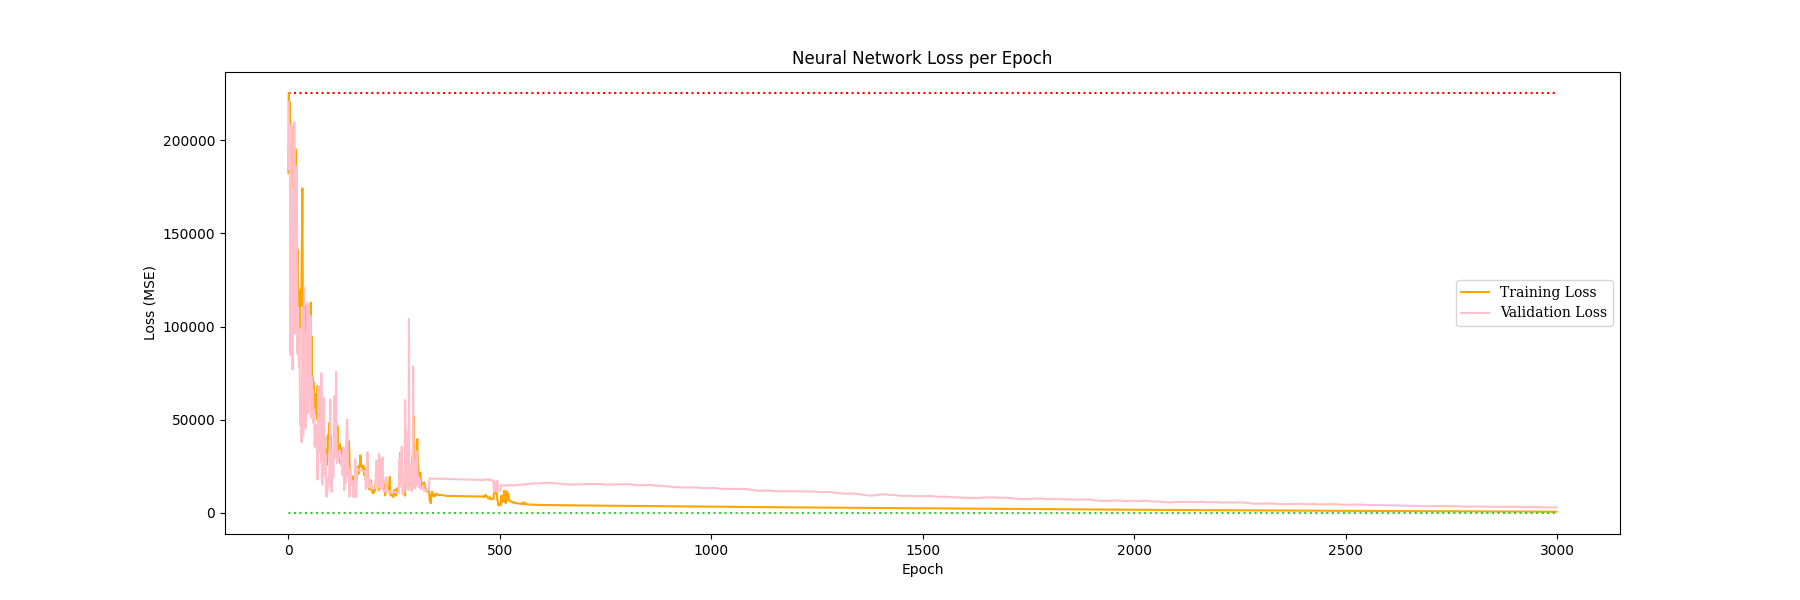 Neural Network Loss per Epoch
200000
150000
100000
50000
0
Loss (MSE)
Training Loss
Validation Loss
0
500
1000
1500
2000
2500
3000
Epoch